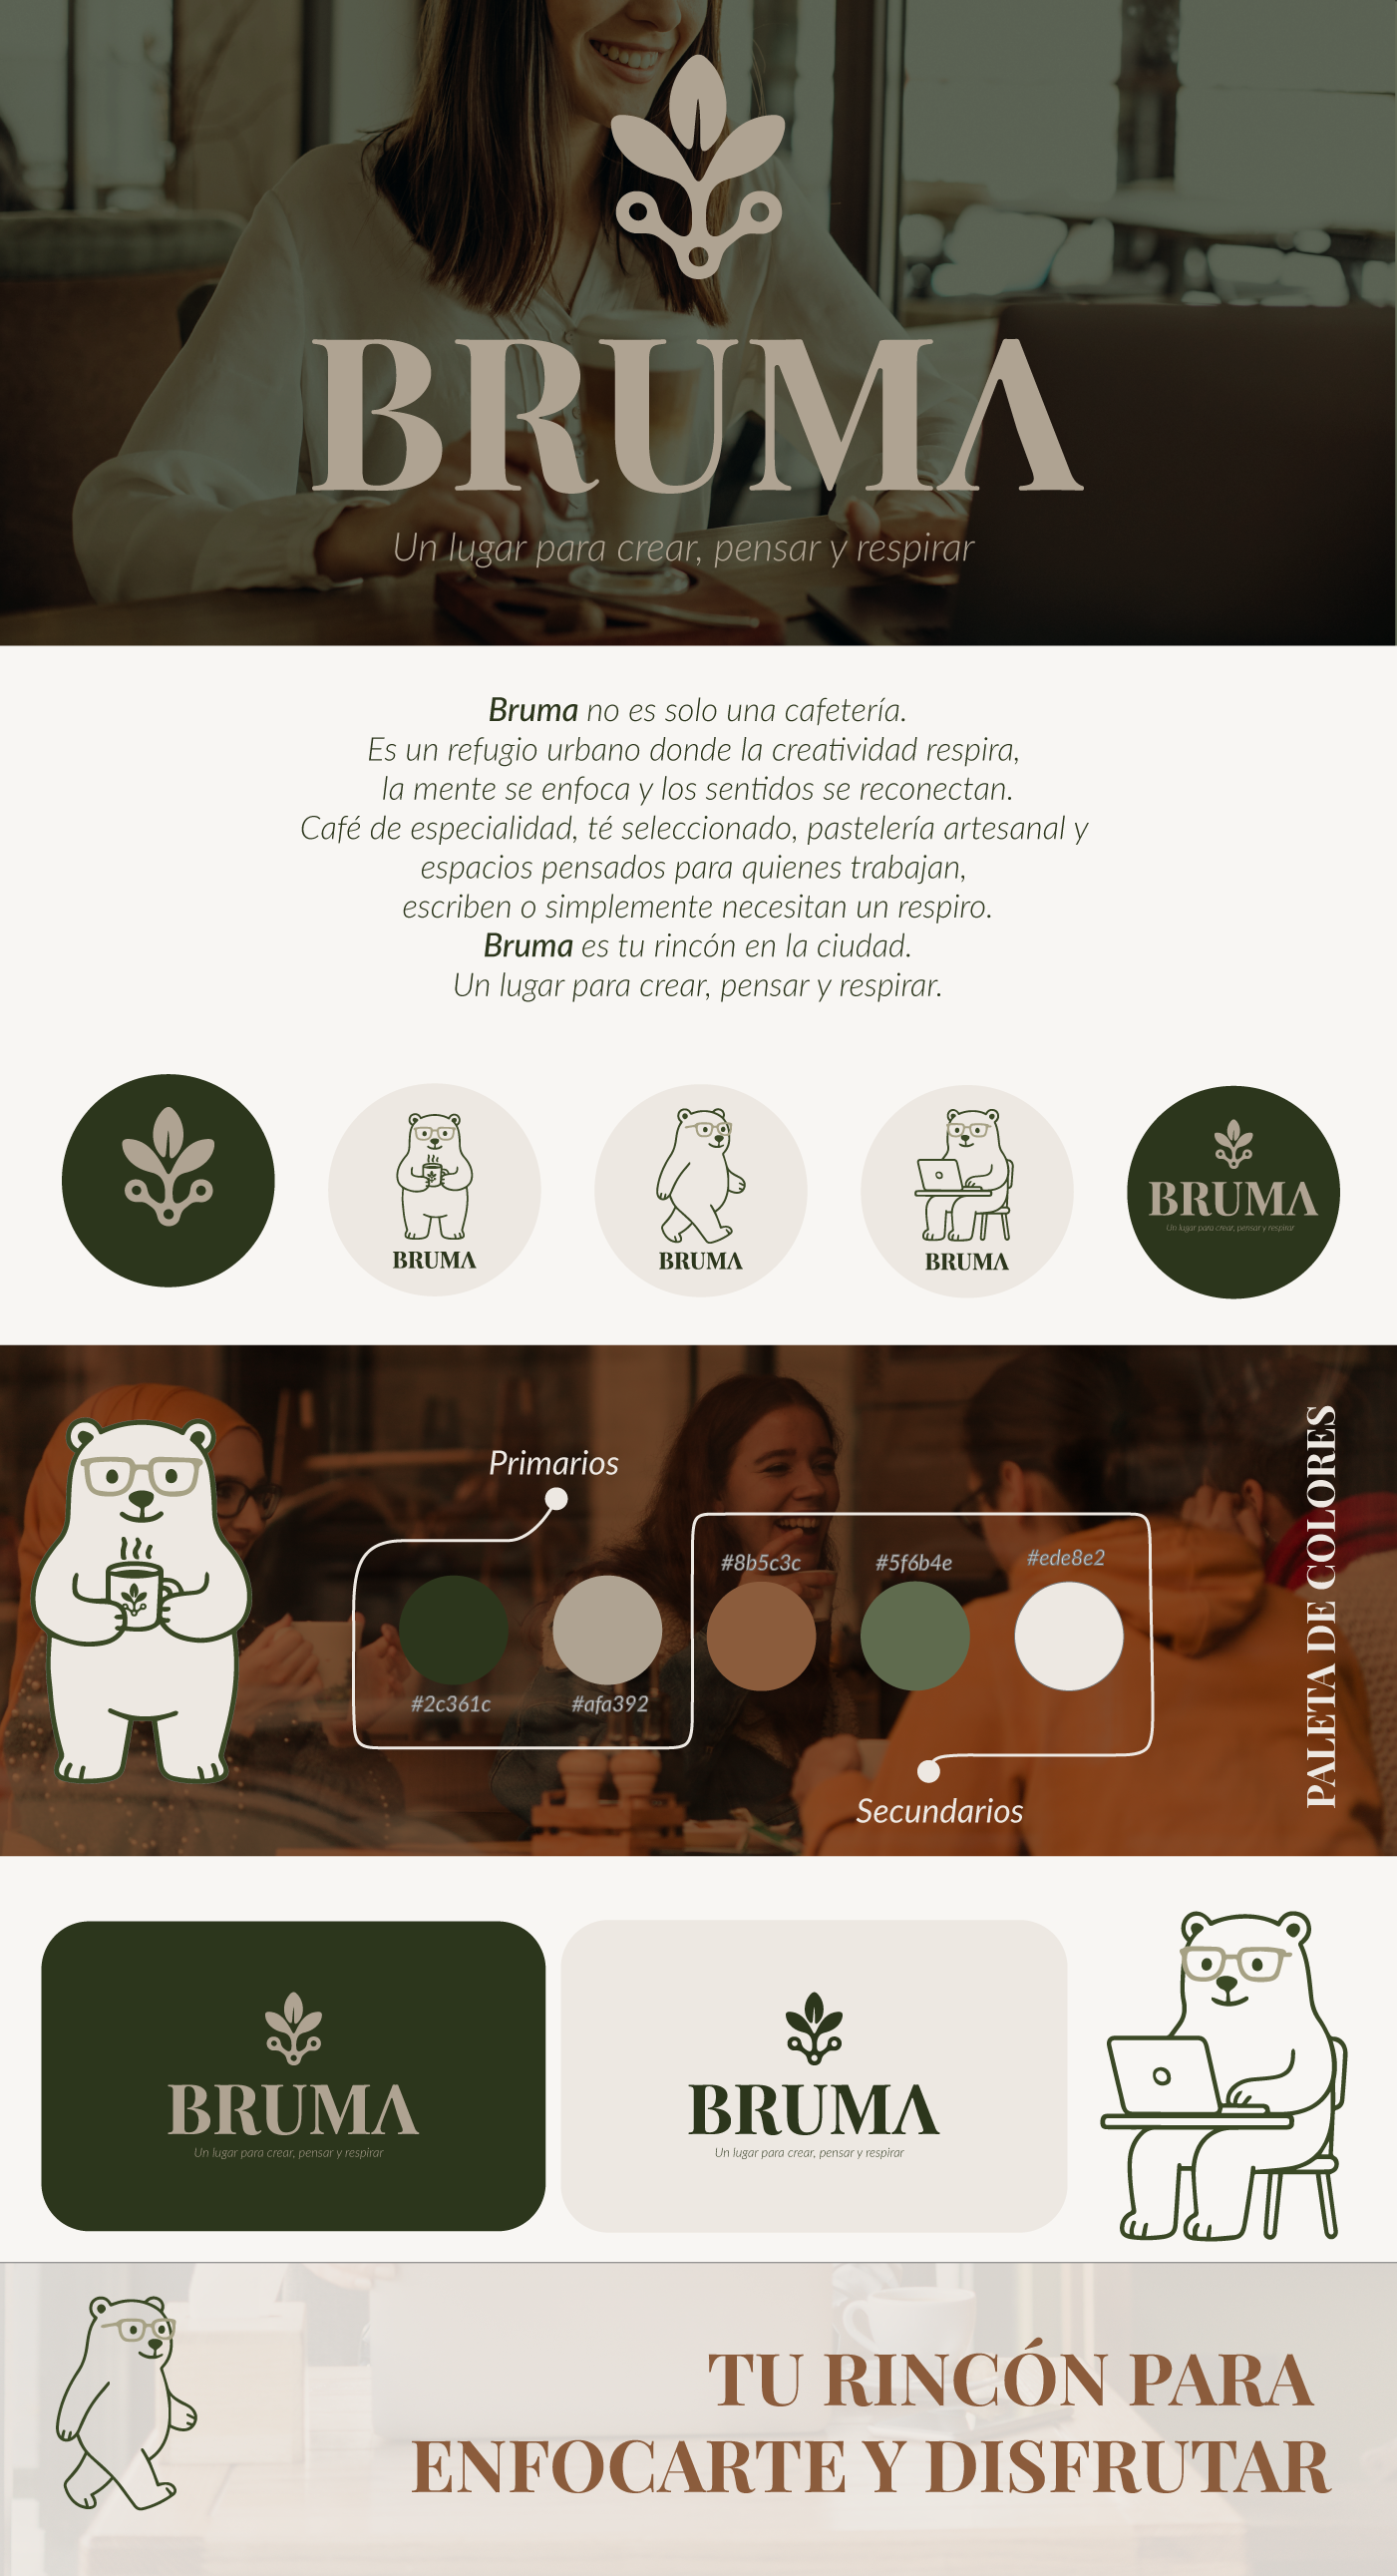 BRUMA
Un lugar para crear, pensar y respirar
Bruma no es solo una cafetería.
Es un refugio urbano donde la creatividad respira,
la mente se enfoca y los sentidos se reconectan.
Café de especialidad, té seleccionado, pastelería artesanal y
espacios pensados para quienes trabajan,
escriben o simplemente necesitan un respiro.
Bruma es tu rincón en la ciudad.
Un lugar para crear, pensar y respirar.
BRUMA
BRUMA
BRUMA
BRUMA
Un lugar para crear, pensar y respirar
Primarios
#8b5c3c
#5f6b4e
#ede8e2
#2c361c
#afa392
Secundarios
PALETA DE COLORES
BRUMA
Un lugar para crear, pensar y respirar
BRUMA
Un lugar para crear, pensar y respirar
TU RINCÓN PARA
ENFOCARTE Y DISFRUTAR